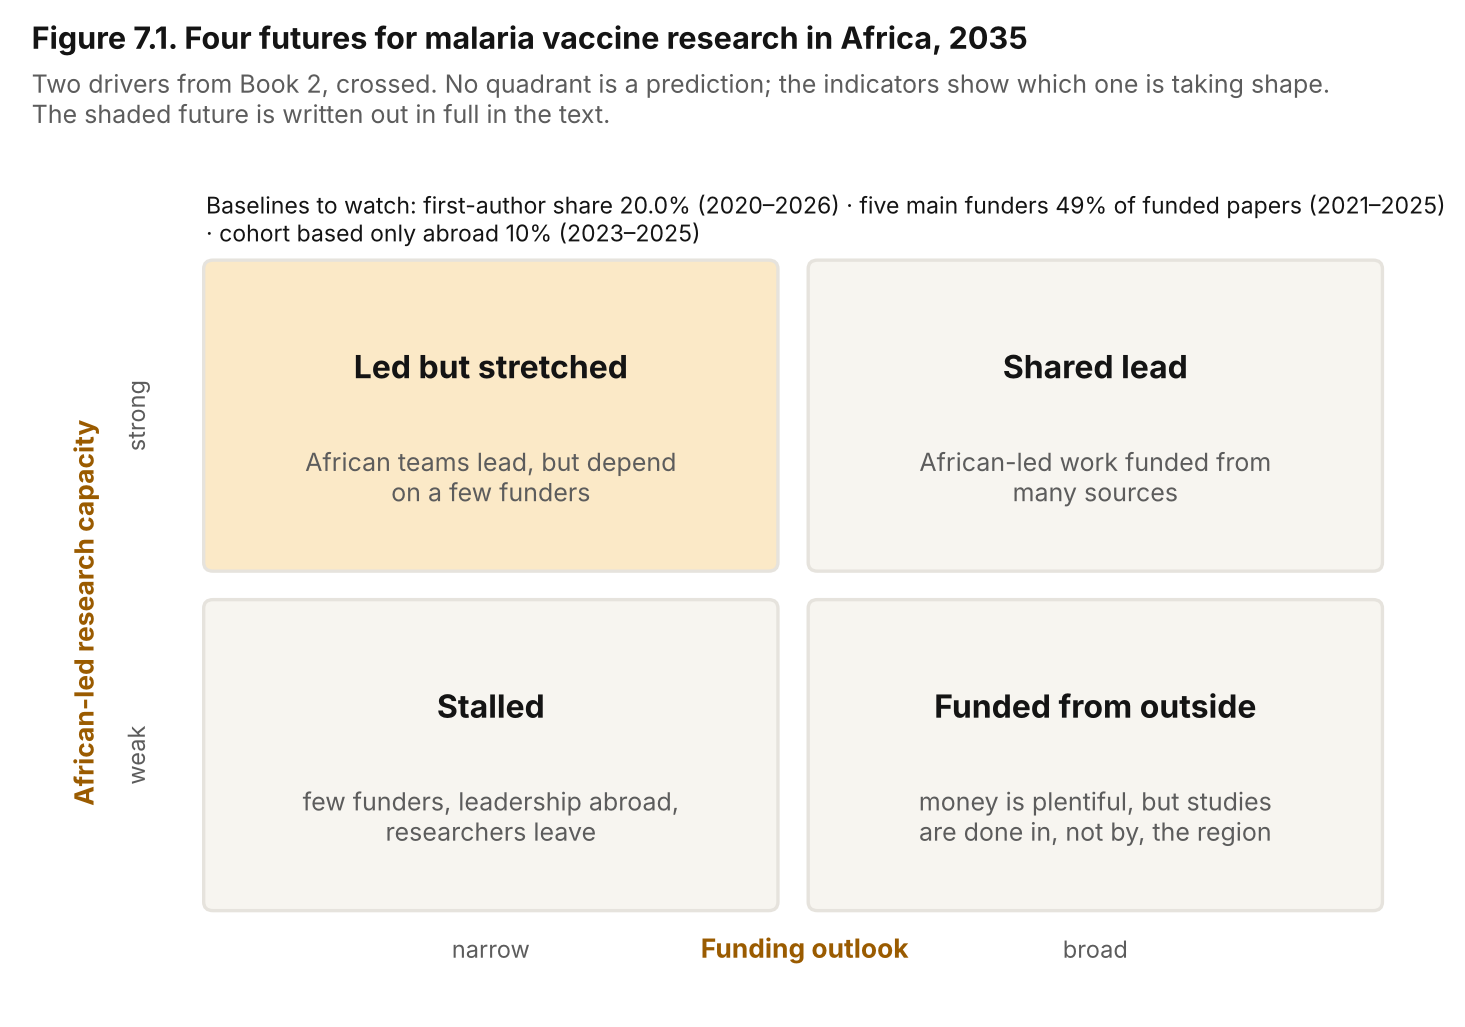 Figure 7.1. Four futures for malaria vaccine research in Africa, 2035
Two drivers from Book 2, crossed. No quadrant is a prediction; the indicators show which one is taking shape.
The shaded future is written out in full in the text.
Baselines to watch: first-author share 20.0% (2020–2026) · five main funders 49% of funded papers (2021–2025)
· cohort based only abroad 10% (2023–2025)
African-led research capacity
strong
Led but stretched
African teams lead, but depend
on a few funders
Shared lead
African-led work funded from
many sources
weak
Stalled
few funders, leadership abroad,
researchers leave
Funded from outside
money is plentiful, but studies
are done in, not by, the region
narrow
Funding outlook
broad